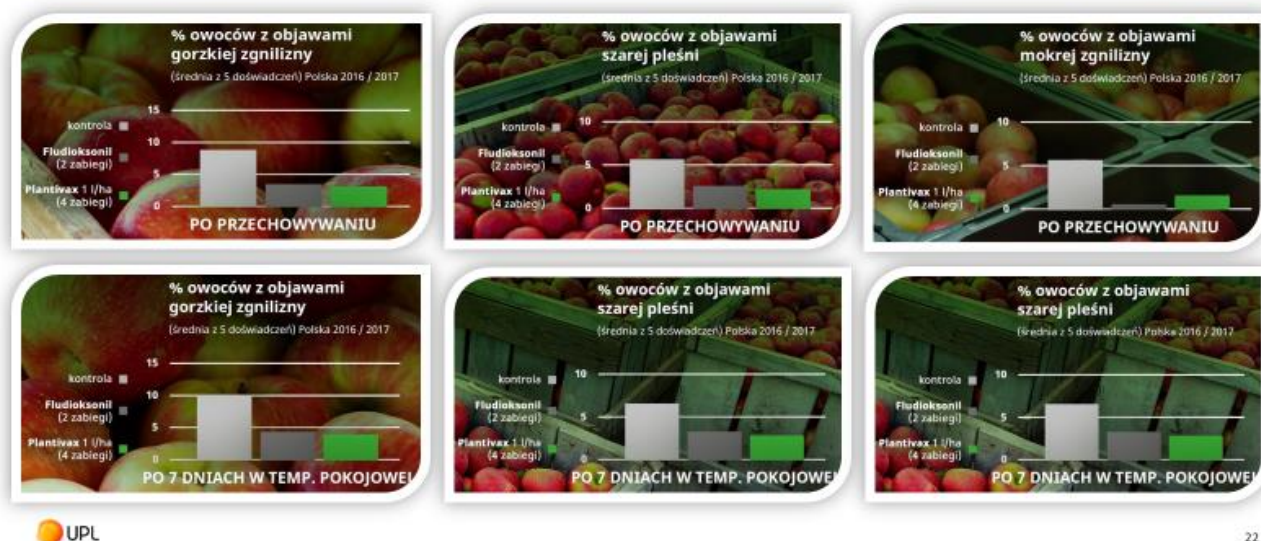 % owoców z objawami
gorzkiej zgnilizny
(średnia z 5 doświadczeń) Polska 2016 / 2017
15
kontrola
10
Fludioksonil
(2 zabiegi)
5
Plantivax 1 l/ha
(4 zabiegi)
0
PO PRZECHOWYWANIU
% owoców z objawami
szarej pleśni
(średnia z 5 doświadczeń) Polska 2016 / 2017
10
kontrola
Fludioksonil
(2 zabiegi)
5
Plantivax 1 l/ha
(4 zabiegi)
0
PO PRZECHOWYWANIU
% owoców z objawami
mokrej zgnilizny
(średnia z 5 doświadczeń) Polska 2016 / 2017
10
kontrola
Fludioksonil
(2 zabiegi)
5
Plantivax 1 l/ha
(4 zabiegi)
0
PO PRZECHOWYWANIU
% owoców z objawami
gorzkiej zgnilizny
(średnia z 5 doświadczeń) Polska 2016 / 2017
15
kontrola
10
Fludioksonil
(2 zabiegi)
5
Plantivax 1 l/ha
(4 zabiegi)
0
PO 7 DNIACH W TEMP. POKOJOWEJ
% owoców z objawami
szarej pleśni
(średnia z 5 doświadczeń) Polska 2016 / 2017
10
kontrola
Fludioksonil
(2 zabiegi)
5
Plantivax 1 l/ha
(4 zabiegi)
0
PO 7 DNIACH W TEMP. POKOJOWEJ
% owoców z objawami
szarej pleśni
(średnia z 5 doświadczeń) Polska 2016 / 2017
10
kontrola
Fludioksonil
(2 zabiegi)
5
Plantivax 1 l/ha
(4 zabiegi)
0
PO 7 DNIACH W TEMP. POKOJOWEJ
UPL
22